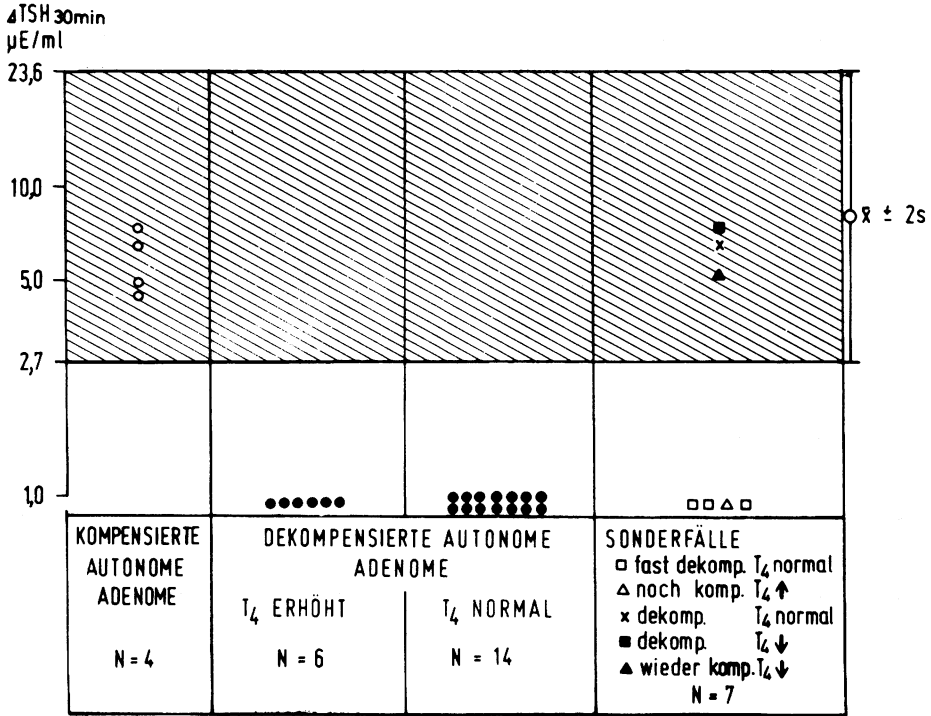 ⊿TSH 30min
µE/ml
23,6
10,0
5,0
2,7
1,0
x̄ ± 2s
KOMPENSIERTE
AUTONOME
ADENOME
N = 4
DEKOMPENSIERTE AUTONOME
ADENOME
T₄ ERHÖHT
N = 6
T₄ NORMAL
N = 14
SONDERFÄLLE
□ fast dekomp. T₄ normal
△ noch komp. T₄ ↑
x dekomp. T₄ normal
■ dekomp. T₄ ↓
▲ wieder komp. T₄ ↓
N = 7